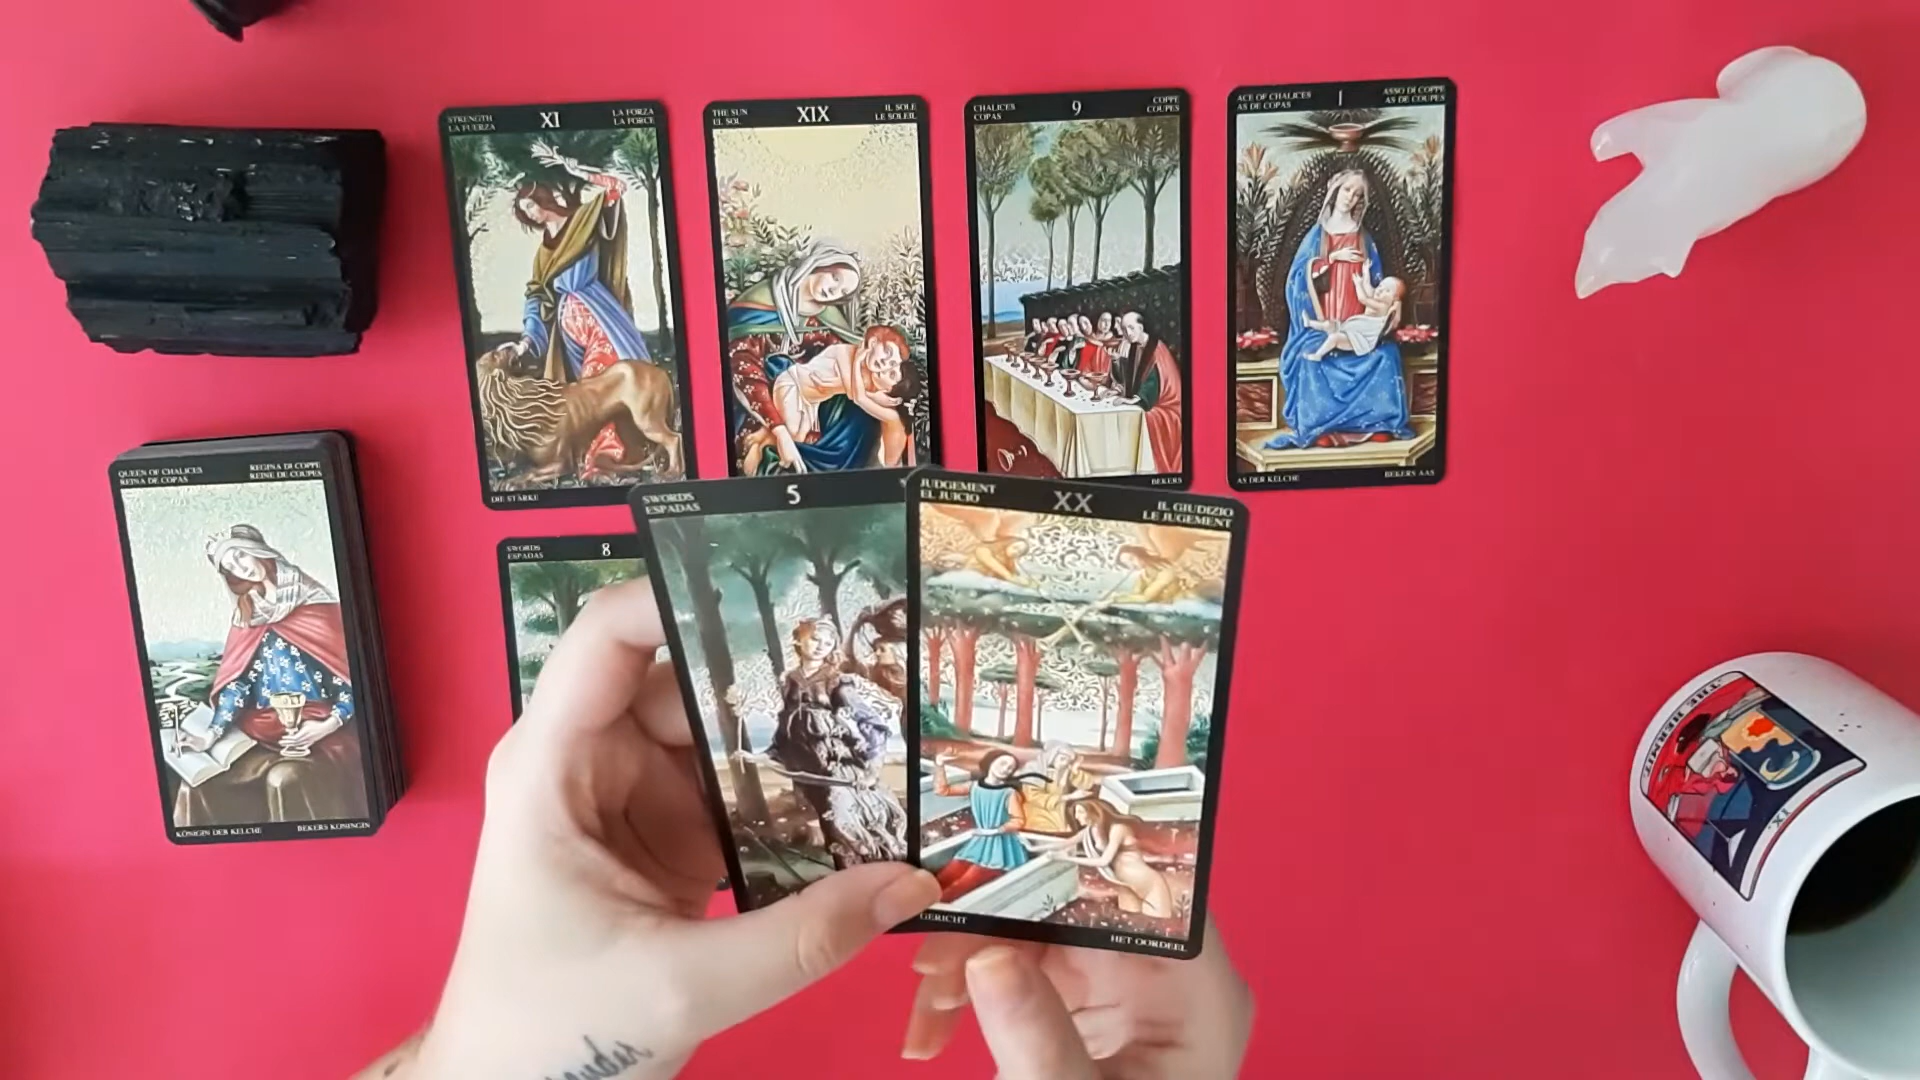 STRENGTH
LA FUERZA
XI
LA FORZA
LA FORCE
DIE STÄRKE
THE SUN
EL SOL
XIX
IL SOLE
LE SOLEIL
CHALICES
COPAS
9
COPPE
COUPES
BEKERS
ACE OF CHALICES
AS DE COPAS
I
ASSO DI COPPE
AS DE COUPES
AS DER KELCHE
BEKERS AAS
QUEEN OF CHALICES
REINA DE COPAS
REGINA DI COPPE
REINE DE COUPES
KÖNIGIN DER KELCHE
BEKERS KONINGIN
SWORDS
ESPADAS
8
SWORDS
ESPADAS
5
JUDGEMENT
EL JUICIO
XX
IL GIUDIZIO
LE JUGEMENT
GERICHT
HET OORDEEL
THE HERMIT
IX